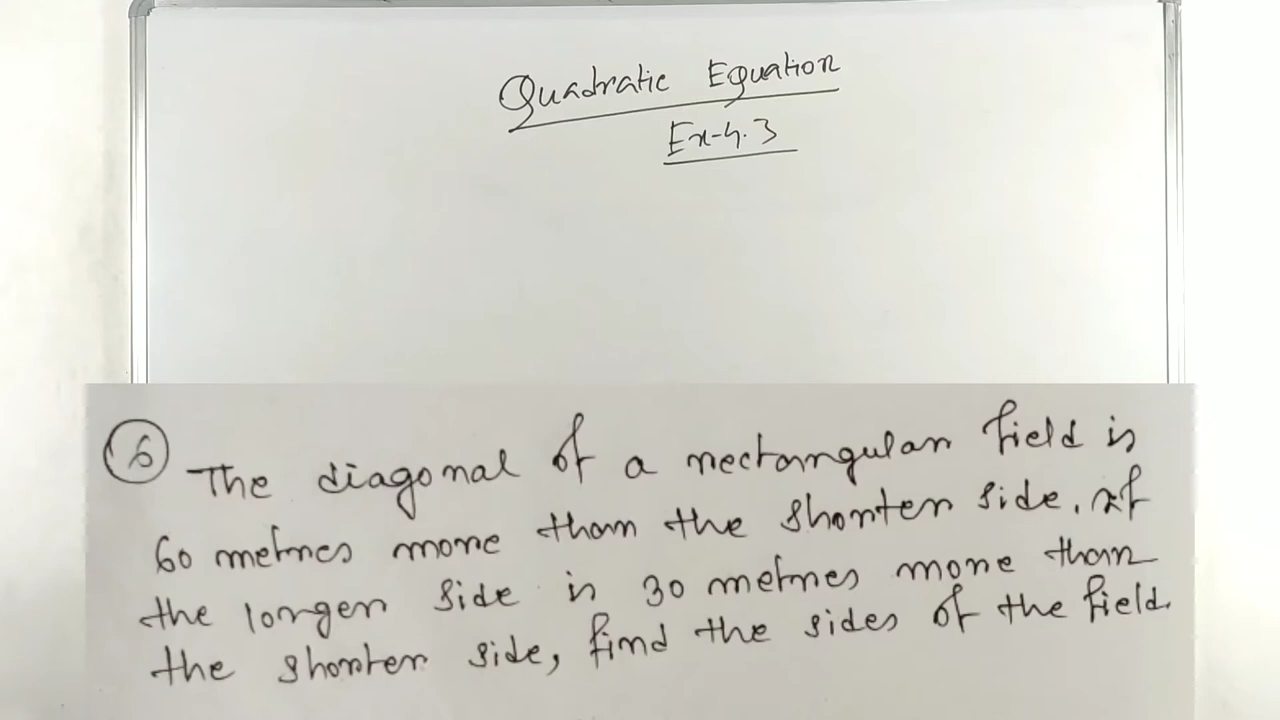 Quadratic Equation
Ex-4.3
6 The diagonal of a rectangular field is
60 metres more than the shorter side. If
the longer side is 30 metres more than
the shorter side, find the sides of the field.